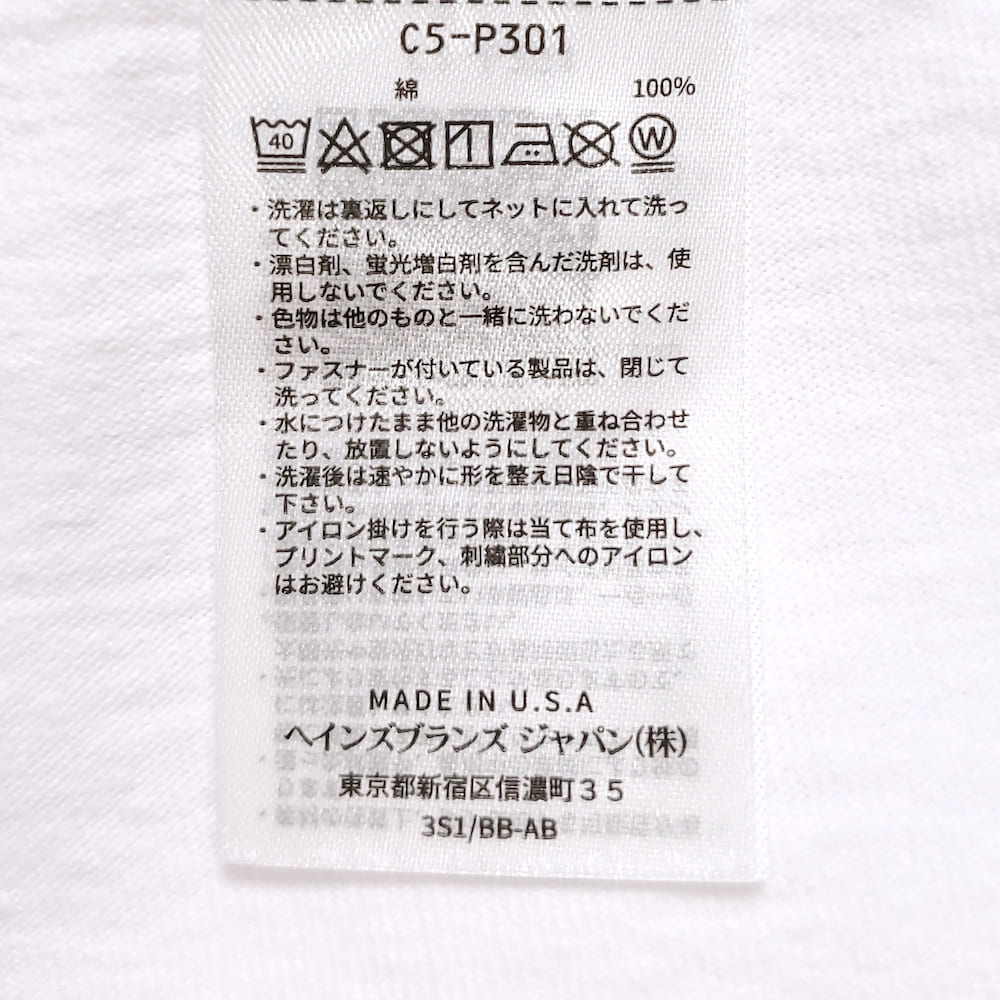 C5-P301
綿 100%
40 W
・洗濯は裏返しにしてネットに入れて洗っ
てください。
・漂白剤、蛍光増白剤を含んだ洗剤は、使
用しないでください。
・色物は他のものと一緒に洗わないでくだ
さい。
・ファスナーが付いている製品は、閉じて
洗ってください。
・水につけたまま他の洗濯物と重ね合わせ
たり、放置しないようにしてください。
・洗濯後は速やかに形を整え日陰で干して
下さい。
・アイロン掛けを行う際は当て布を使用し、
プリントマーク、刺繍部分へのアイロン
はお避けください。
MADE IN U.S.A
ヘインズブランズ ジャパン(株)
東京都新宿区信濃町３５
3S1/BB-AB